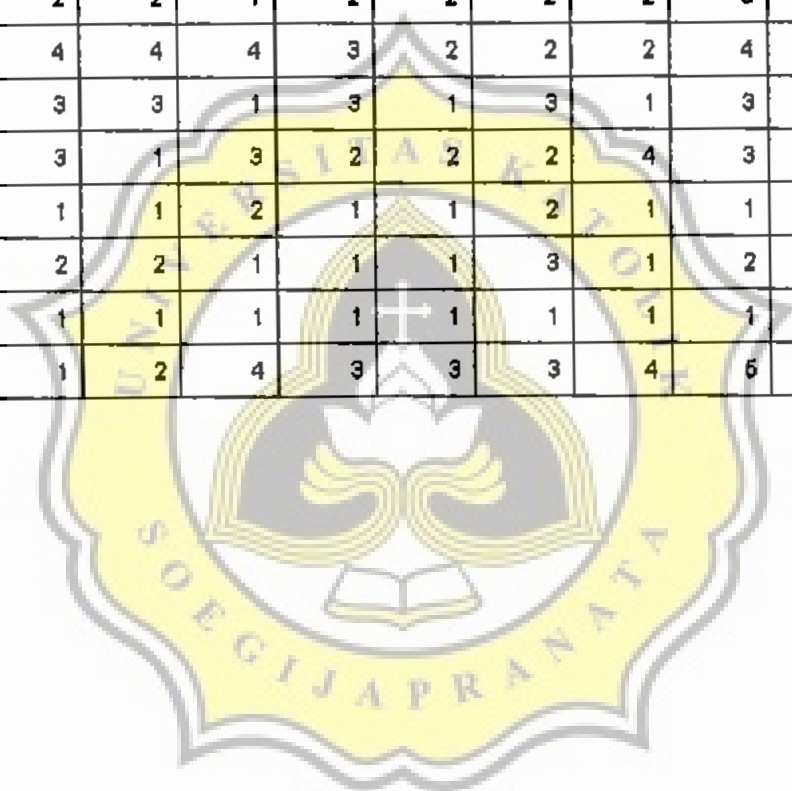 4 4 4 3 2 2 2 4
3 3 1 3 1 3 1 3
3 1 3 2 2 2 4 3
1 1 2 1 1 2 1 1
2 2 1 1 1 3 1 2
1 1 1 1 1 1 1 1
1 2 4 3 3 3 4 5
UNIVERSITAS KATOLIK
SOEGIJAPRANATA